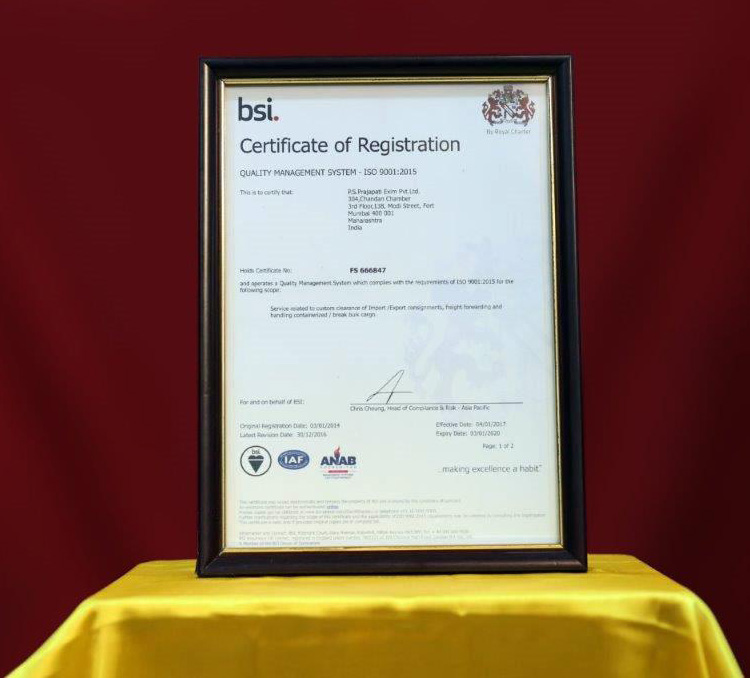 bsi.
By Royal Charter
Certificate of Registration
QUALITY MANAGEMENT SYSTEM - ISO 9001:2015
This is to certify that:
P.S.Prajapati Exim Pvt.Ltd.
304,Chandan Chamber
3rd Floor,138, Modi Street, Fort
Mumbai 400 001
Maharashtra
India
Holds Certificate No:
FS 666847
and operates a Quality Management System which complies with the requirements of ISO 9001:2015 for the
following scope:
Service related to custom clearance of Import /Export consignments, freight forwarding and
handling containerized / break bulk cargo.
For and on behalf of BSI:
Chris Cheung, Head of Compliance & Risk - Asia Pacific
Original Registration Date: 03/01/2014
Effective Date: 04/01/2017
Latest Revision Date: 30/12/2016
Expiry Date: 03/01/2020
Page: 1 of 2
bsi.
IAF
ANAB
...making excellence a habit.™